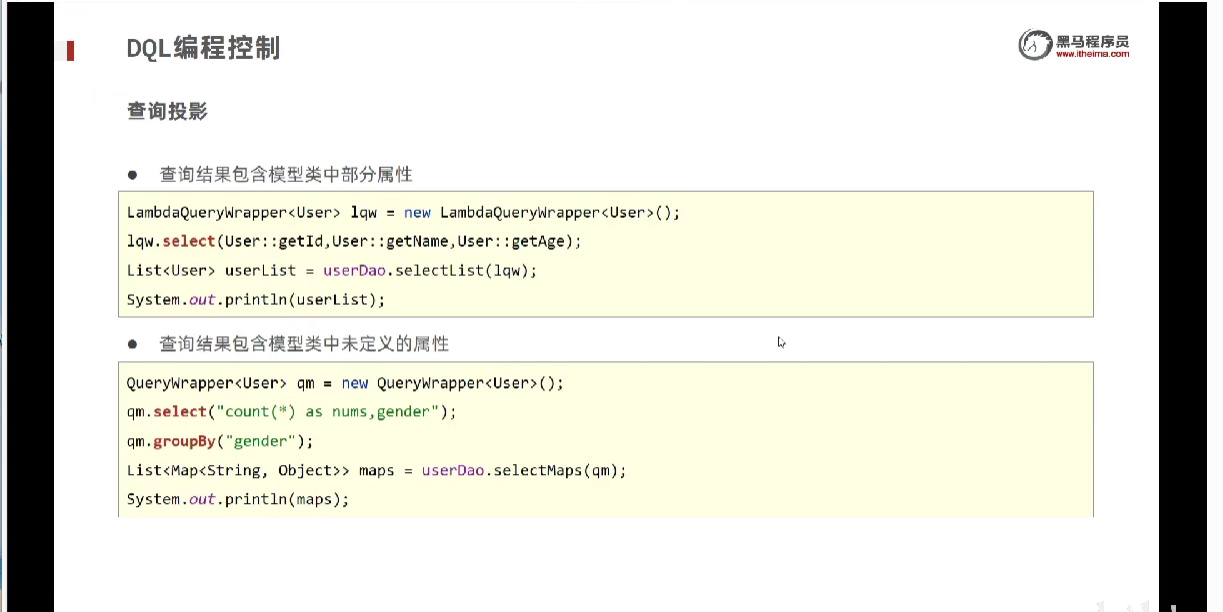 DQL编程控制
黑马程序员
www.itheima.com
查询投影
● 查询结果包含模型类中部分属性
LambdaQueryWrapper<User> lqw = new LambdaQueryWrapper<User>();
lqw.select(User::getId,User::getName,User::getAge);
List<User> userList = userDao.selectList(lqw);
System.out.println(userList);
● 查询结果包含模型类中未定义的属性
QueryWrapper<User> qm = new QueryWrapper<User>();
qm.select("count(*) as nums,gender");
qm.groupBy("gender");
List<Map<String, Object>> maps = userDao.selectMaps(qm);
System.out.println(maps);